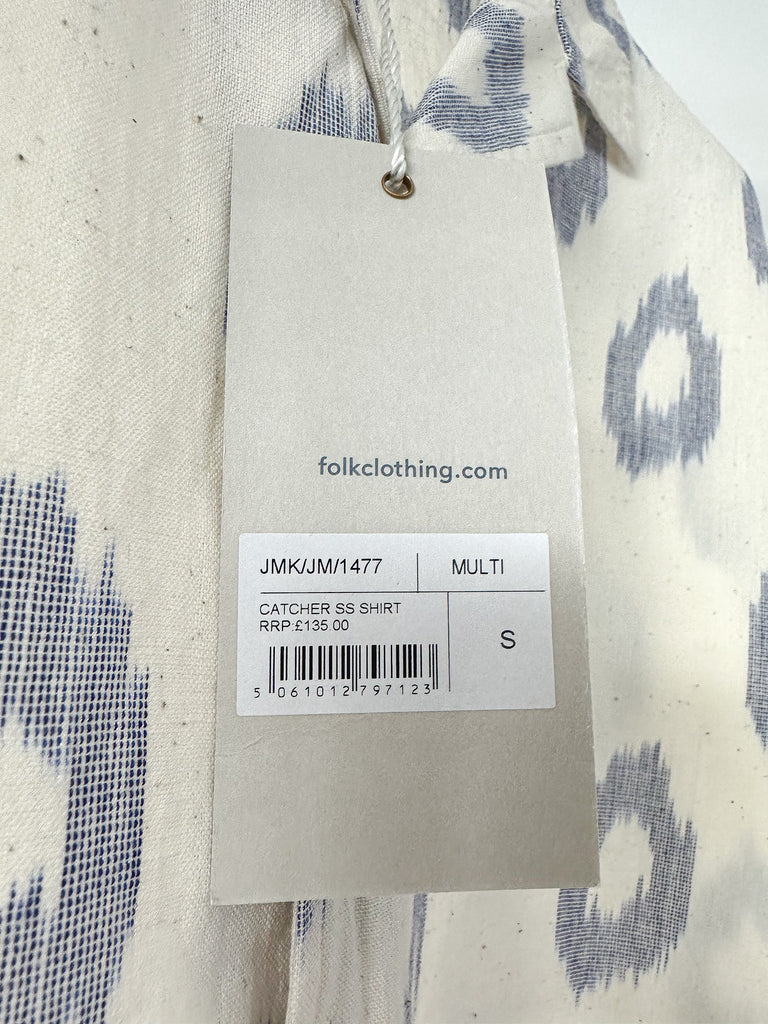 folkclothing.com
JMK/JM/1477 MULTI
CATCHER SS SHIRT
RRP:£135.00
S
5 061012 797123